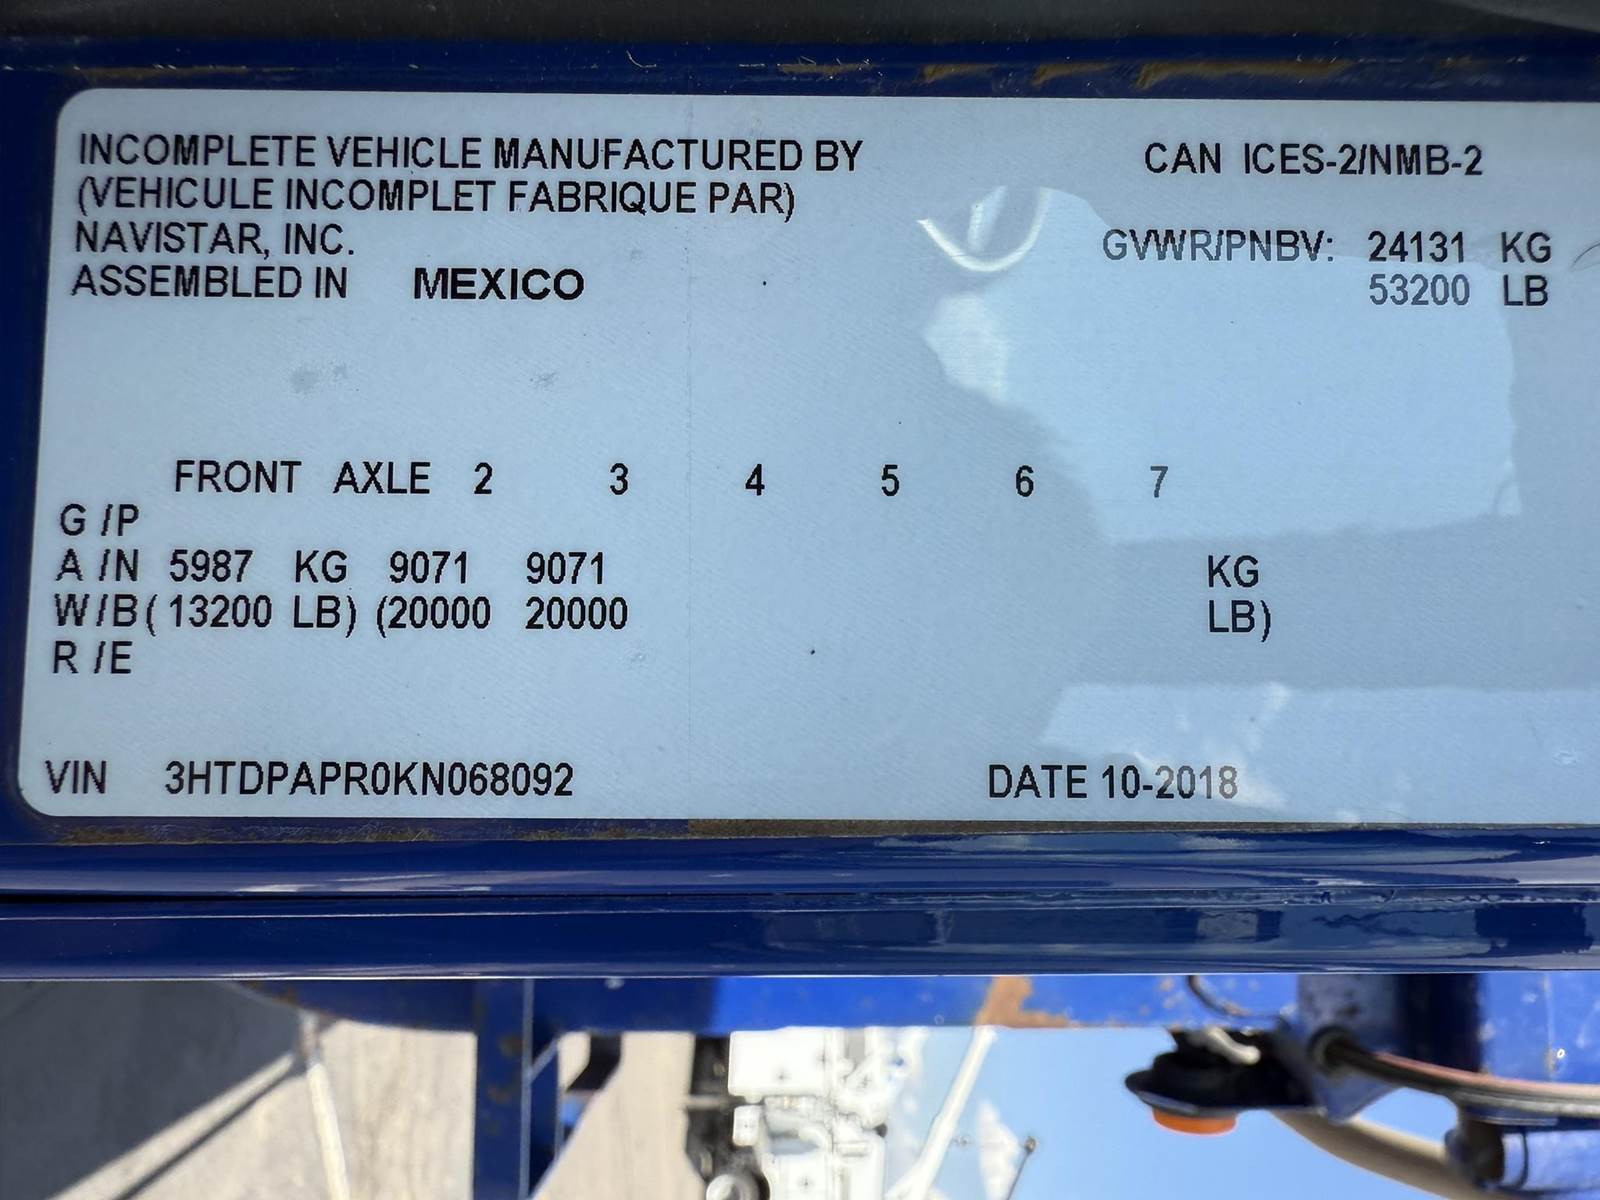 INCOMPLETE VEHICLE MANUFACTURED BY
(VEHICULE INCOMPLET FABRIQUE PAR)
NAVISTAR, INC.
ASSEMBLED IN MEXICO
CAN ICES-2/NMB-2
GVWR/PNBV: 24131 KG
53200 LB
FRONT AXLE 2 3 4 5 6 7
G /P
A /N 5987 KG 9071 9071 KG
W/B (13200 LB) (20000 20000 LB)
R /E
VIN 3HTDPAPR0KN068092
DATE 10-2018